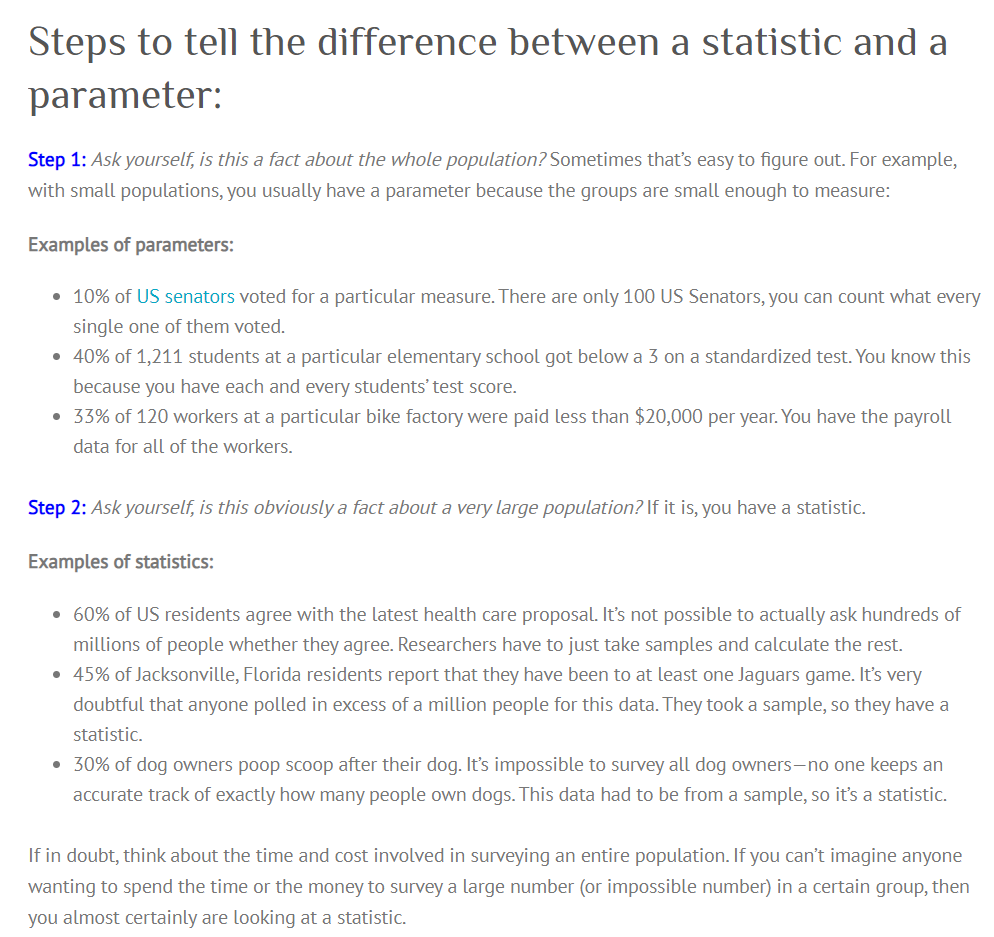 Steps to tell the difference between a statistic and a
parameter:
Step 1: Ask yourself, is this a fact about the whole population? Sometimes that’s easy to figure out. For example,
with small populations, you usually have a parameter because the groups are small enough to measure:
Examples of parameters:
• 10% of US senators voted for a particular measure. There are only 100 US Senators, you can count what every
single one of them voted.
• 40% of 1,211 students at a particular elementary school got below a 3 on a standardized test. You know this
because you have each and every students’ test score.
• 33% of 120 workers at a particular bike factory were paid less than $20,000 per year. You have the payroll
data for all of the workers.
Step 2: Ask yourself, is this obviously a fact about a very large population? If it is, you have a statistic.
Examples of statistics:
• 60% of US residents agree with the latest health care proposal. It’s not possible to actually ask hundreds of
millions of people whether they agree. Researchers have to just take samples and calculate the rest.
• 45% of Jacksonville, Florida residents report that they have been to at least one Jaguars game. It’s very
doubtful that anyone polled in excess of a million people for this data. They took a sample, so they have a
statistic.
• 30% of dog owners poop scoop after their dog. It’s impossible to survey all dog owners—no one keeps an
accurate track of exactly how many people own dogs. This data had to be from a sample, so it’s a statistic.
If in doubt, think about the time and cost involved in surveying an entire population. If you can’t imagine anyone
wanting to spend the time or the money to survey a large number (or impossible number) in a certain group, then
you almost certainly are looking at a statistic.